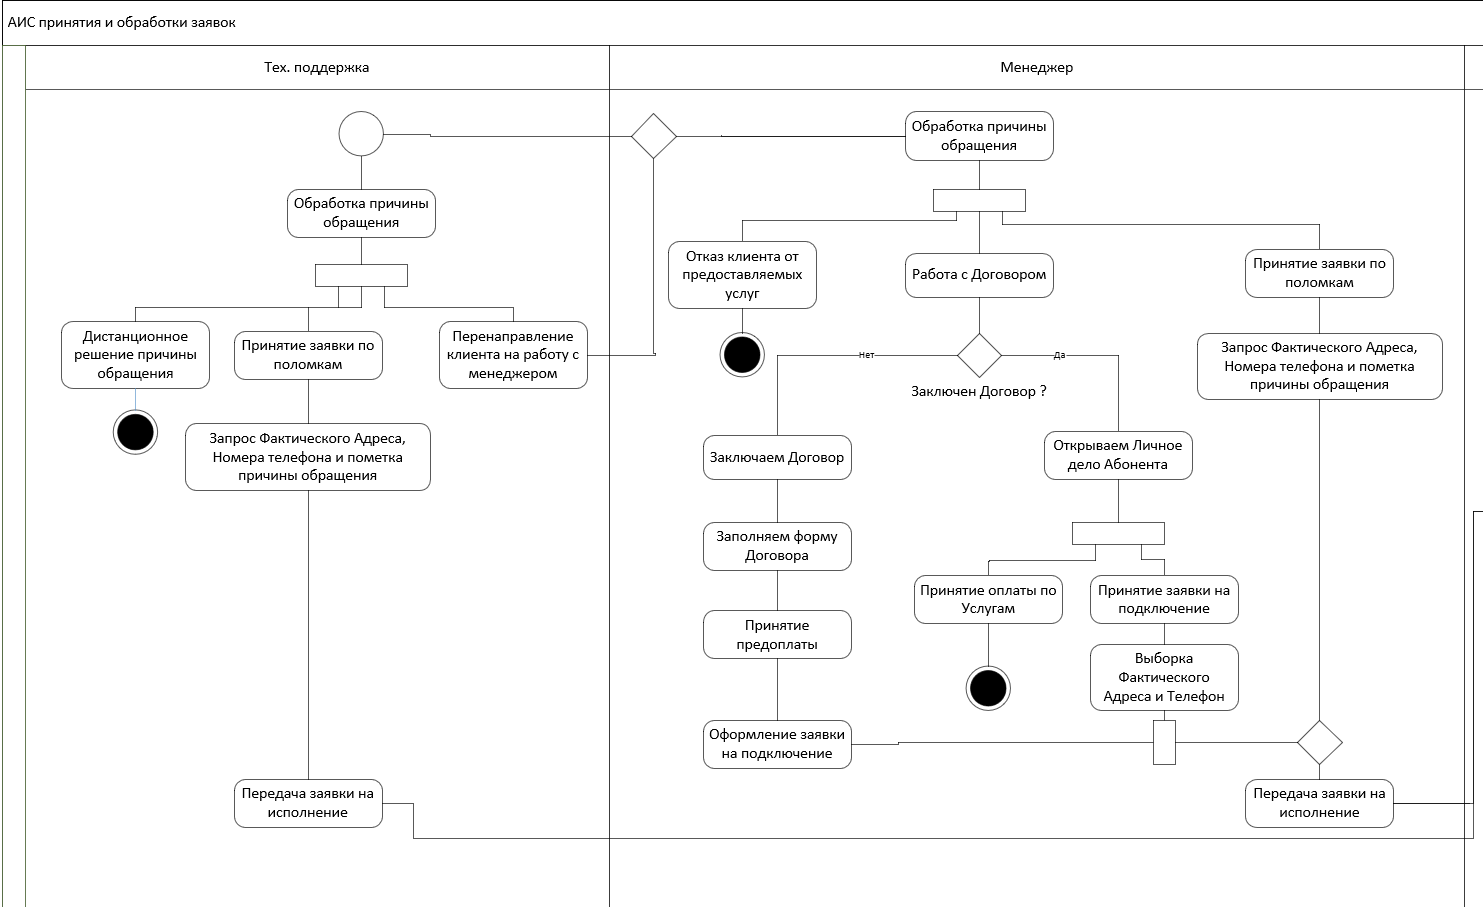 АИС принятия и обработки заявок
Тех. поддержка
Менеджер
Обработка причины
обращения
Дистанционное
решение причины
обращения
Принятие заявки по
поломкам
Перенаправление
клиента на работу с
менеджером
Запрос Фактического Адреса,
Номера телефона и пометка
причины обращения
Передача заявки на
исполнение
Обработка причины
обращения
Отказ клиента от
предоставляемых
услуг
Работа с Договором
Принятие заявки по
поломкам
Запрос Фактического Адреса,
Номера телефона и пометка
причины обращения
Нет
Да
Заключен Договор ?
Заключаем Договор
Открываем Личное
дело Абонента
Заполняем форму
Договора
Принятие оплаты по
Услугам
Принятие заявки на
подключение
Принятие
предоплаты
Выборка
Фактического
Адреса и Телефон
Оформление заявки
на подключение
Передача заявки на
исполнение